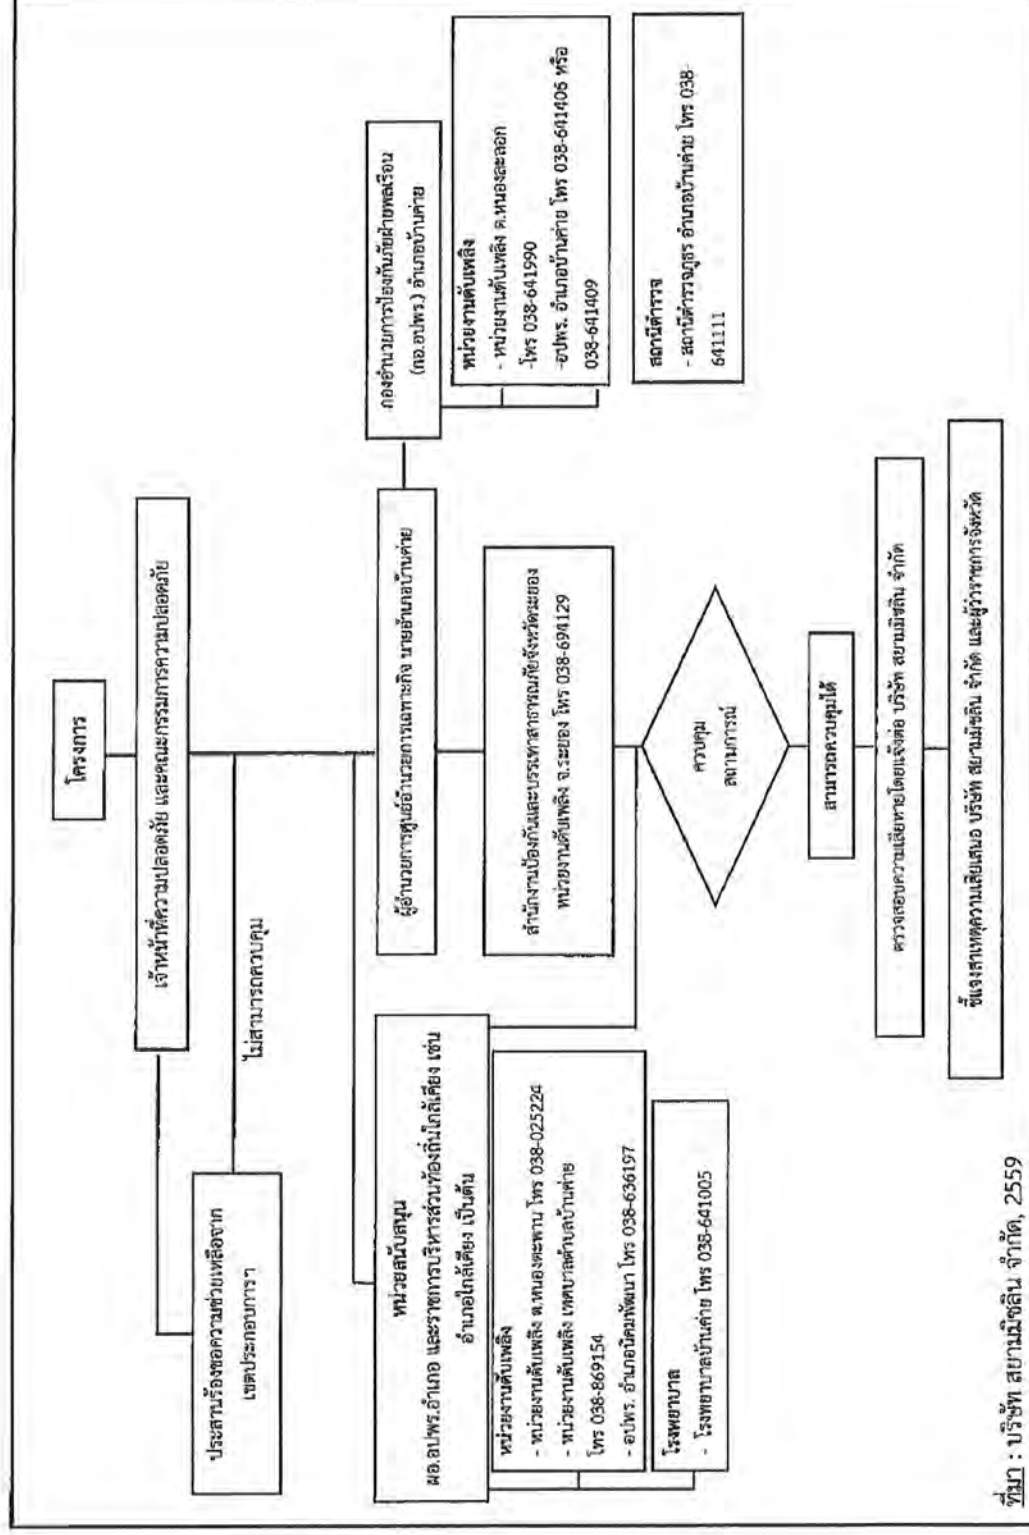 โครงการ
เจ้าหน้าที่ความปลอดภัย และคณะกรรมการความปลอดภัย
ประสานร้องขอความช่วยเหลือจาก
เขตประกอบการฯ
ไม่สามารถควบคุม
หน่วยสนับสนุน
ผอ.อปพร.อำเภอ และราชการบริหารส่วนท้องถิ่นใกล้เคียง เช่น
อำเภอใกล้เคียง เป็นต้น
หน่วยงานดับเพลิง
- หน่วยงานดับเพลิง ต.หนองตะพาน โทร 038-025224
- หน่วยงานดับเพลิง เทศบาลตำบลบ้านค่าย
โทร 038-869154
- อปพร. อำเภอนิคมพัฒนา โทร 038-636197
โรงพยาบาล
- โรงพยาบาลบ้านค่าย โทร 038-641005
ผู้อำนวยการศูนย์อำนวยการเฉพาะกิจ นายอำเภอบ้านค่าย
สำนักงานป้องกันและบรรเทาสาธารณภัยจังหวัดระยอง
หน่วยงานดับเพลิง จ.ระยอง โทร 038-694129
กองอำนวยการป้องกันภัยฝ่ายพลเรือน
(กอ.อปพร.) อำเภอบ้านค่าย
หน่วยงานดับเพลิง
- หน่วยงานดับเพลิง ต.หนองละลอก
-โทร 038-641990
-อปพร. อำเภอบ้านค่าย โทร 038-641406 หรือ
038-641409
สถานีตำรวจ
- สถานีตำรวจภูธร อำเภอบ้านค่าย โทร 038-
641111
ควบคุม
สถานการณ์
สามารถควบคุมได้
ตรวจสอบความเสียหายโดยแจ้งต่อ บริษัท สยามมิชลิน จำกัด
ชี้แจงสาเหตุความเสียเสนอ บริษัท สยามมิชลิน จำกัด และผู้ว่าราชการจังหวัด
ที่มา : บริษัท สยามมิชลิน จำกัด, 2559